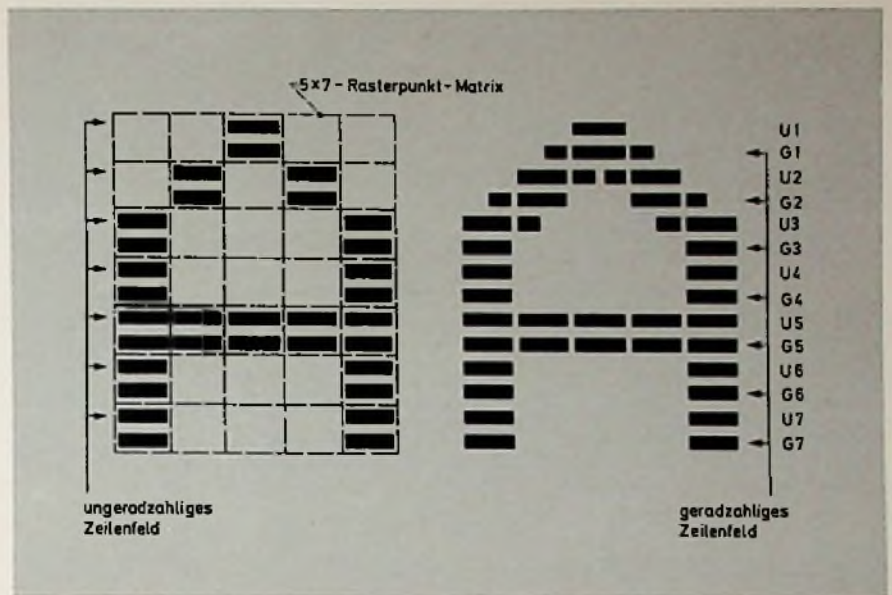 5×7-Rasterpunkt-Matrix
U1
G1
U2
G2
U3
G3
U4
G4
U5
G5
U6
G6
U7
G7
ungeradzahliges
Zeilenfeld
geradzahliges
Zeilenfeld